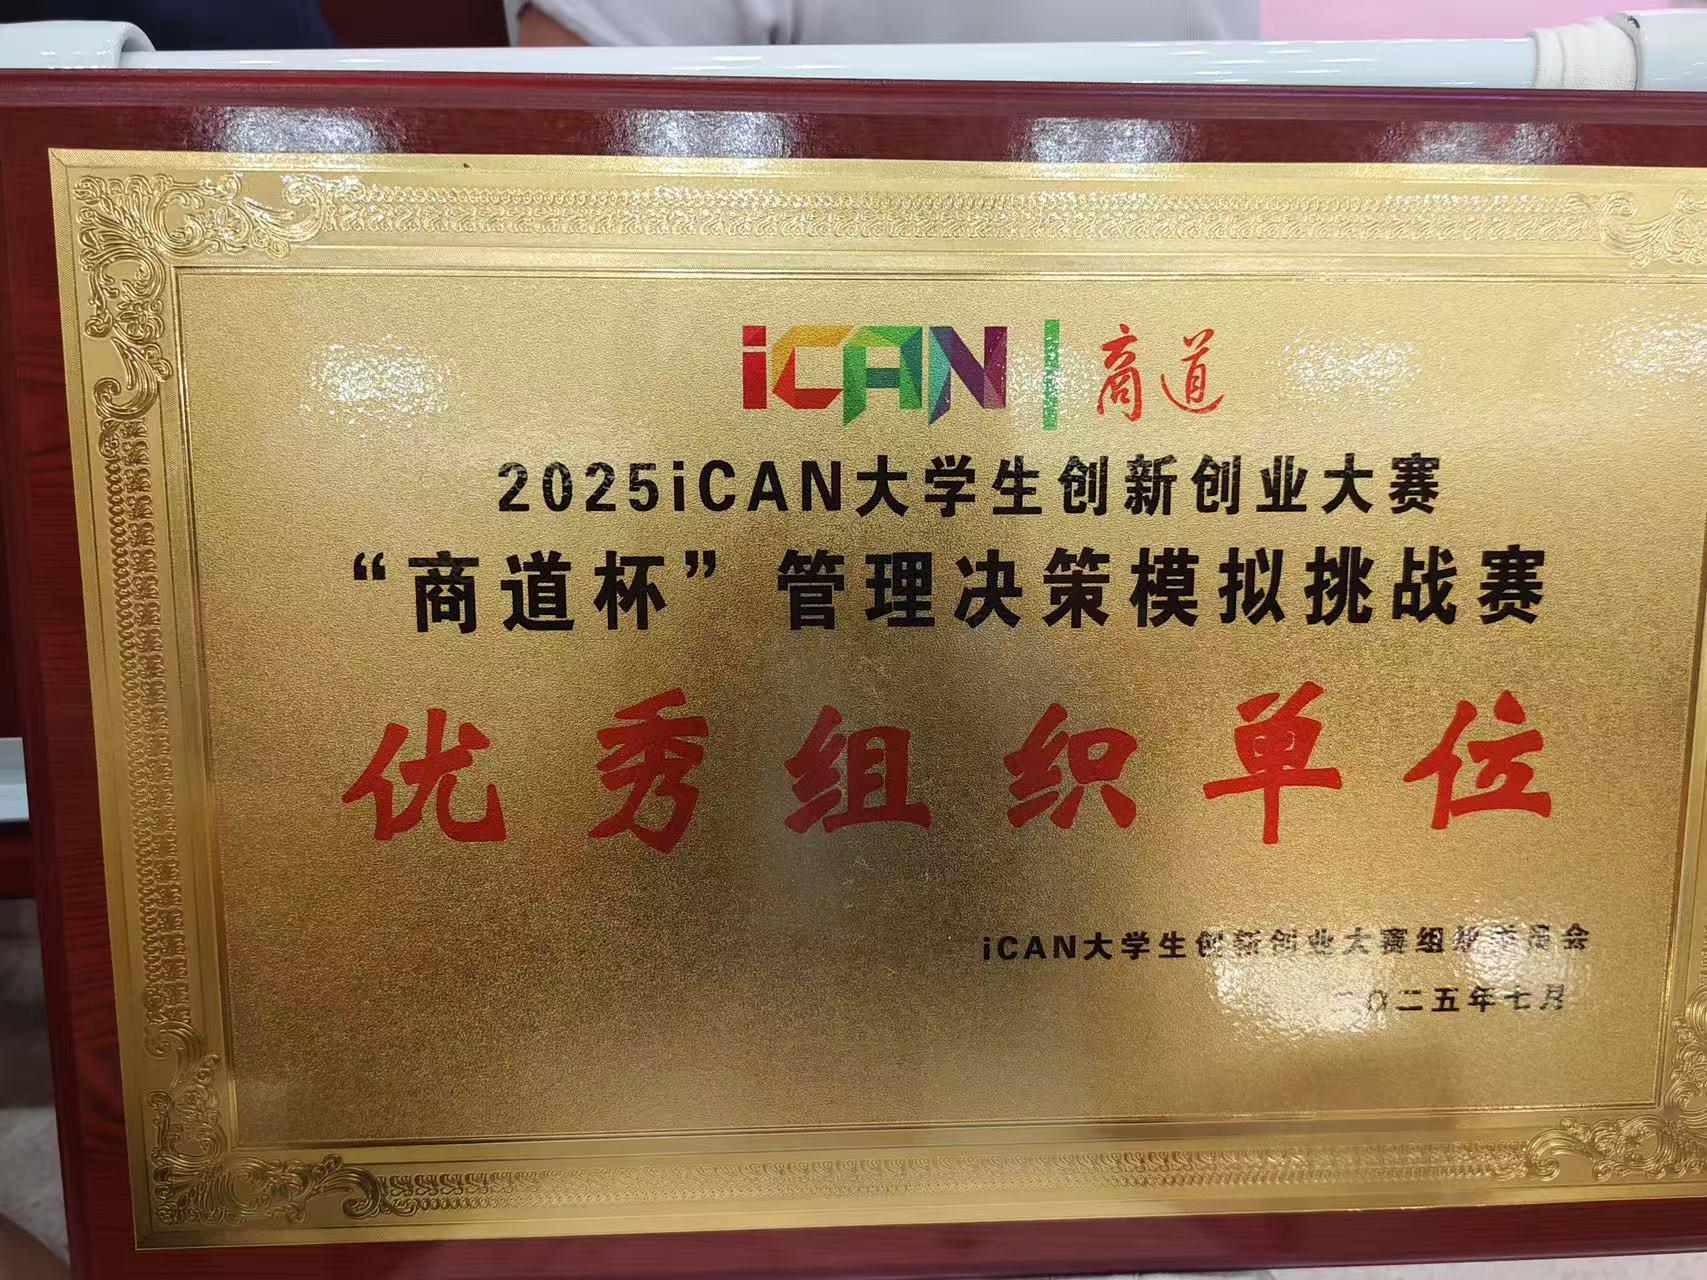 iCAN | 商道
2025iCAN大学生创新创业大赛
“商道杯”管理决策模拟挑战赛
优秀组织单位
iCAN大学生创新创业大赛组织委员会
二〇二五年七月